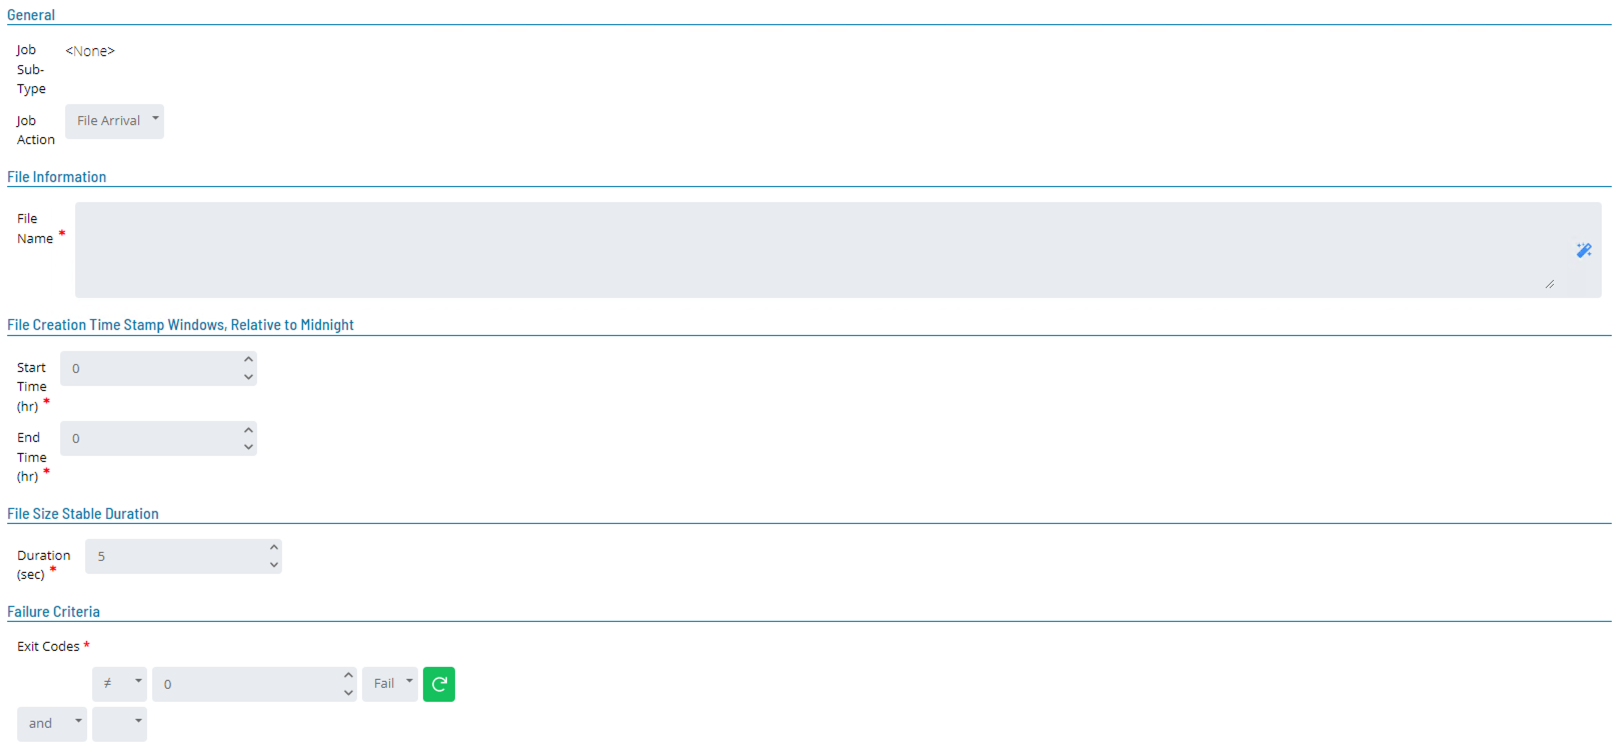 General
Job <None>
Sub-
Type
Job File Arrival
Action
File Information
File
Name *
File Creation Time Stamp Windows, Relative to Midnight
Start 0
Time
(hr) *
End 0
Time
(hr) *
File Size Stable Duration
Duration 5
(sec) *
Failure Criteria
Exit Codes *
≠ 0 Fail
and